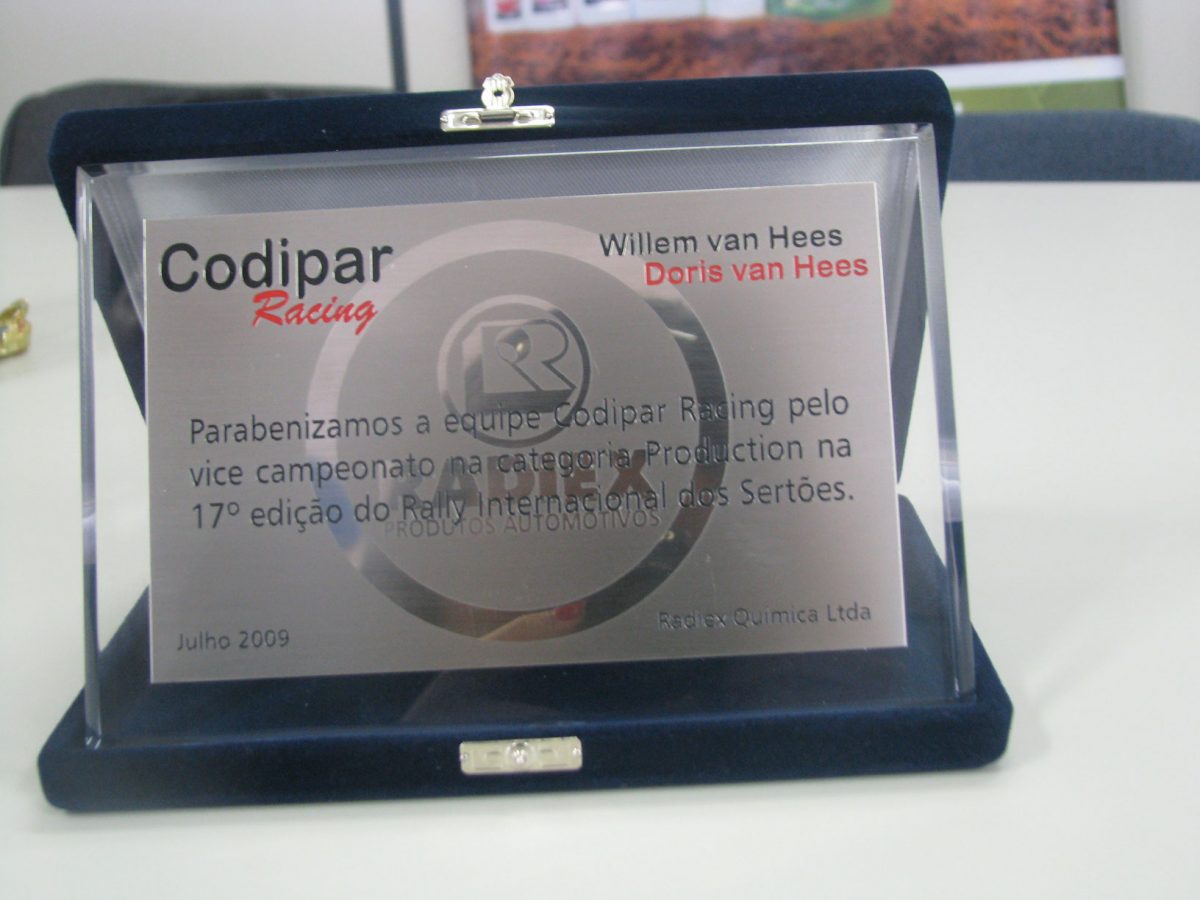 Codipar
Racing
Willem van Hees
Doris van Hees
R
Parabenizamos a equipe Codipar Racing pelo
vice campeonato na categoria Production na
17º edição do Rally Internacional dos Sertões.
RADIEX
PRODUTOS AUTOMOTIVOS
Julho 2009
Radiex Química Ltda